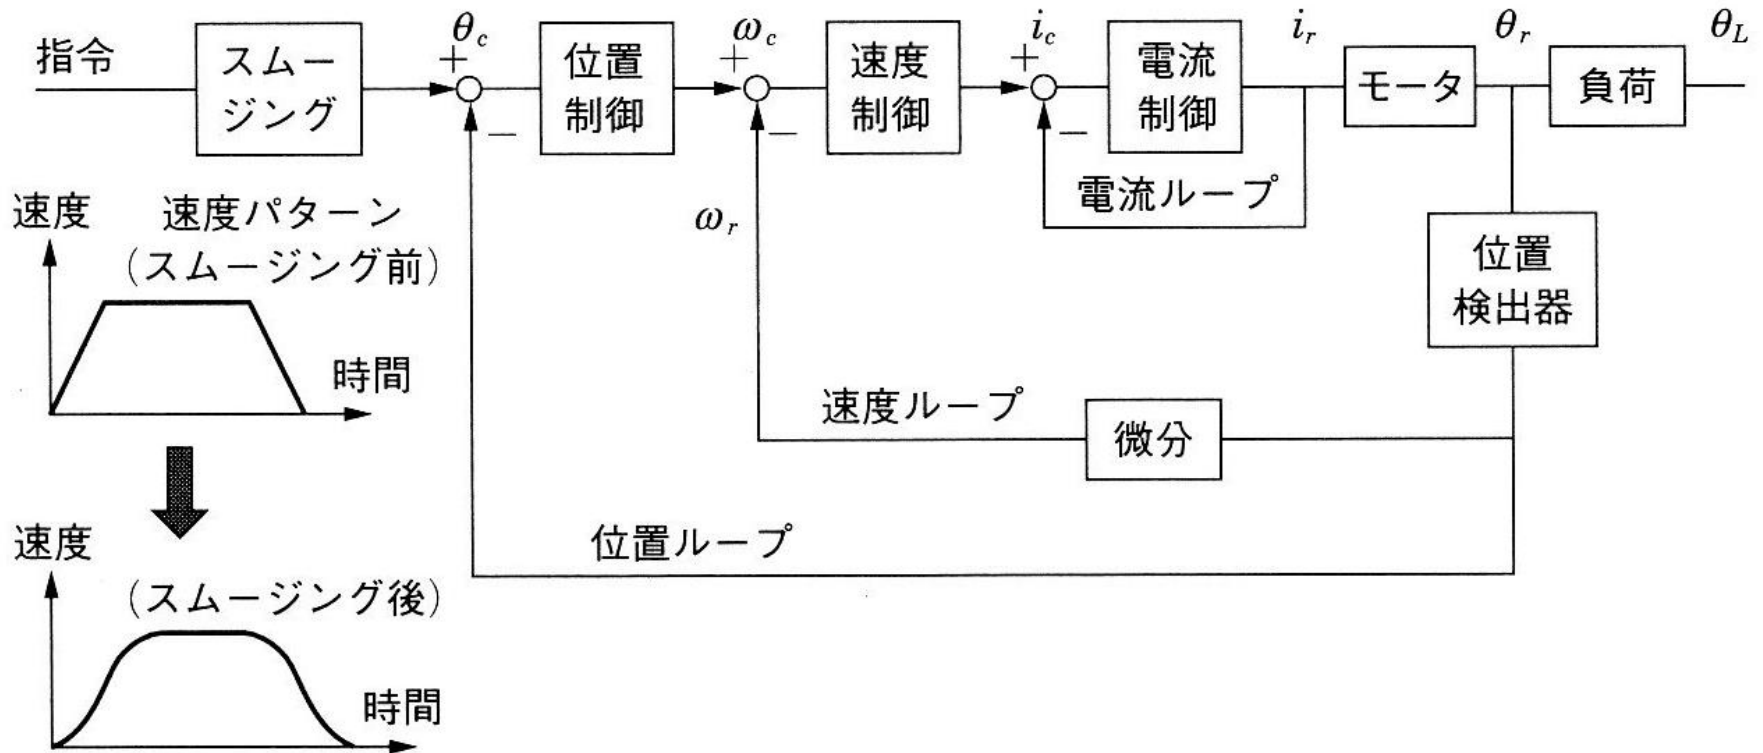 指令
スムー
ジング
θc
+
−
位置
制御
ωc
+
−
速度
制御
ic
+
−
電流
制御
ir
モータ
θr
負荷
θL
電流ループ
ωr
位置
検出器
速度ループ
微分
位置ループ
速度
速度パターン
（スムージング前）
時間
速度
（スムージング後）
時間